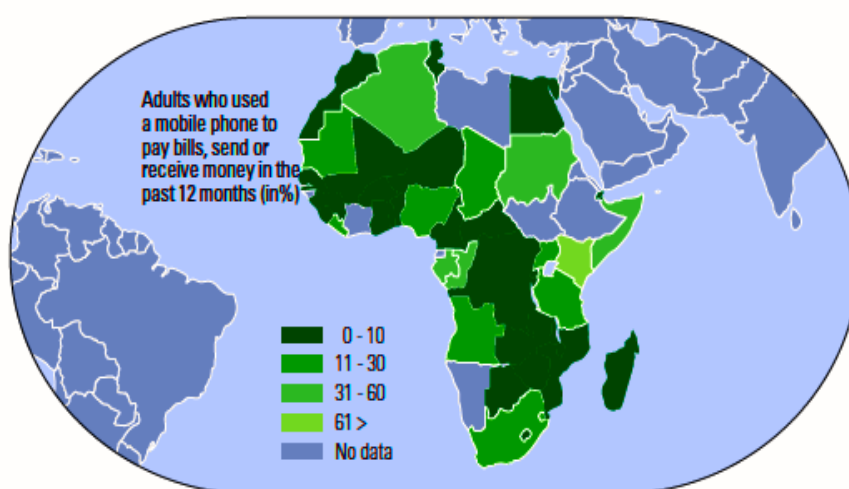 Adults who used
a mobile phone to
pay bills, send or
receive money in the
past 12 months (in%)
0 - 10
11 - 30
31 - 60
61 >
No data